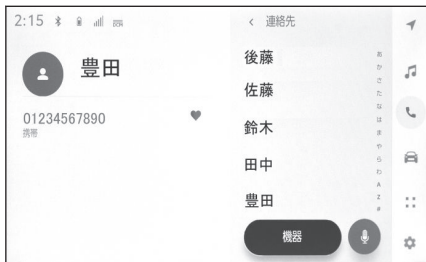 2:15
豊田
01234567890
携帯
< 連絡先
後藤
佐藤
鈴木
田中
豊田
機器
あ
か
さ
た
な
は
ま
や
ら
わ
A
Z
#